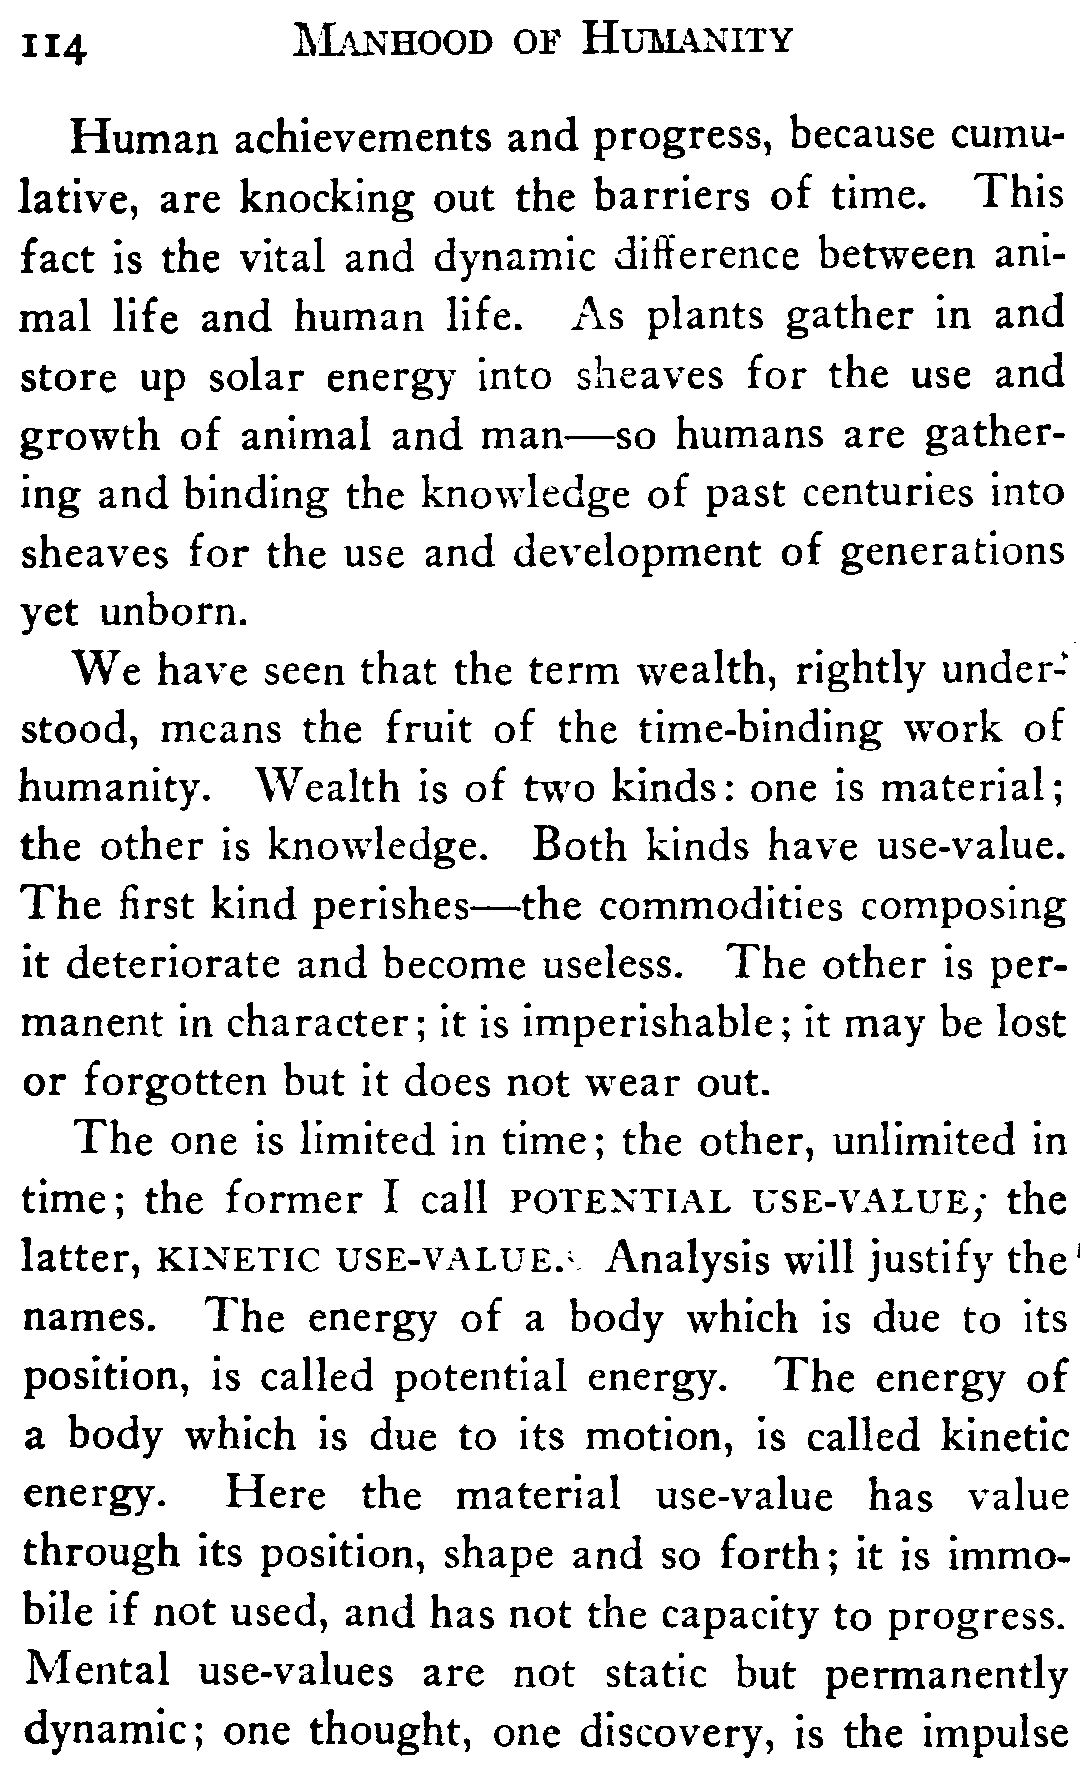 114 MANHOOD OF HUMANITY
Human achievements and progress, because cumu-
lative, are knocking out the barriers of time. This
fact is the vital and dynamic difference between ani-
mal life and human life. As plants gather in and
store up solar energy into sheaves for the use and
growth of animal and man—so humans are gather-
ing and binding the knowledge of past centuries into
sheaves for the use and development of generations
yet unborn.
We have seen that the term wealth, rightly under-
stood, means the fruit of the time-binding work of
humanity. Wealth is of two kinds: one is material;
the other is knowledge. Both kinds have use-value.
The first kind perishes—the commodities composing
it deteriorate and become useless. The other is per-
manent in character; it is imperishable; it may be lost
or forgotten but it does not wear out.
The one is limited in time; the other, unlimited in
time; the former I call POTENTIAL USE-VALUE; the
latter, KINETIC USE-VALUE. Analysis will justify the
names. The energy of a body which is due to its
position, is called potential energy. The energy of
a body which is due to its motion, is called kinetic
energy. Here the material use-value has value
through its position, shape and so forth; it is immo-
bile if not used, and has not the capacity to progress.
Mental use-values are not static but permanently
dynamic; one thought, one discovery, is the impulse